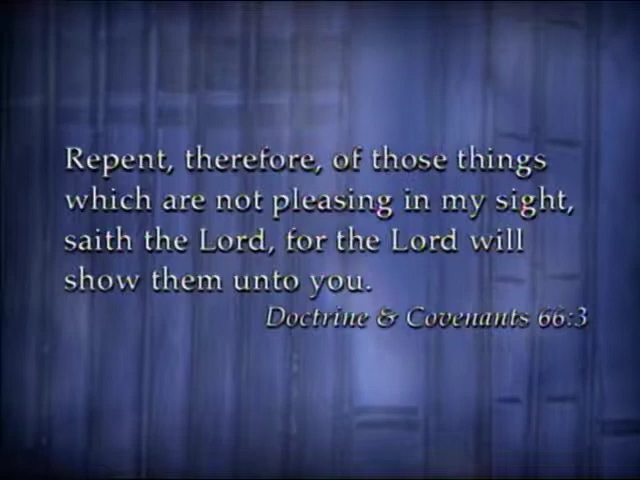 Repent, therefore, of those things
which are not pleasing in my sight,
saith the Lord, for the Lord will
show them unto you.
Doctrine & Covenants 66:3